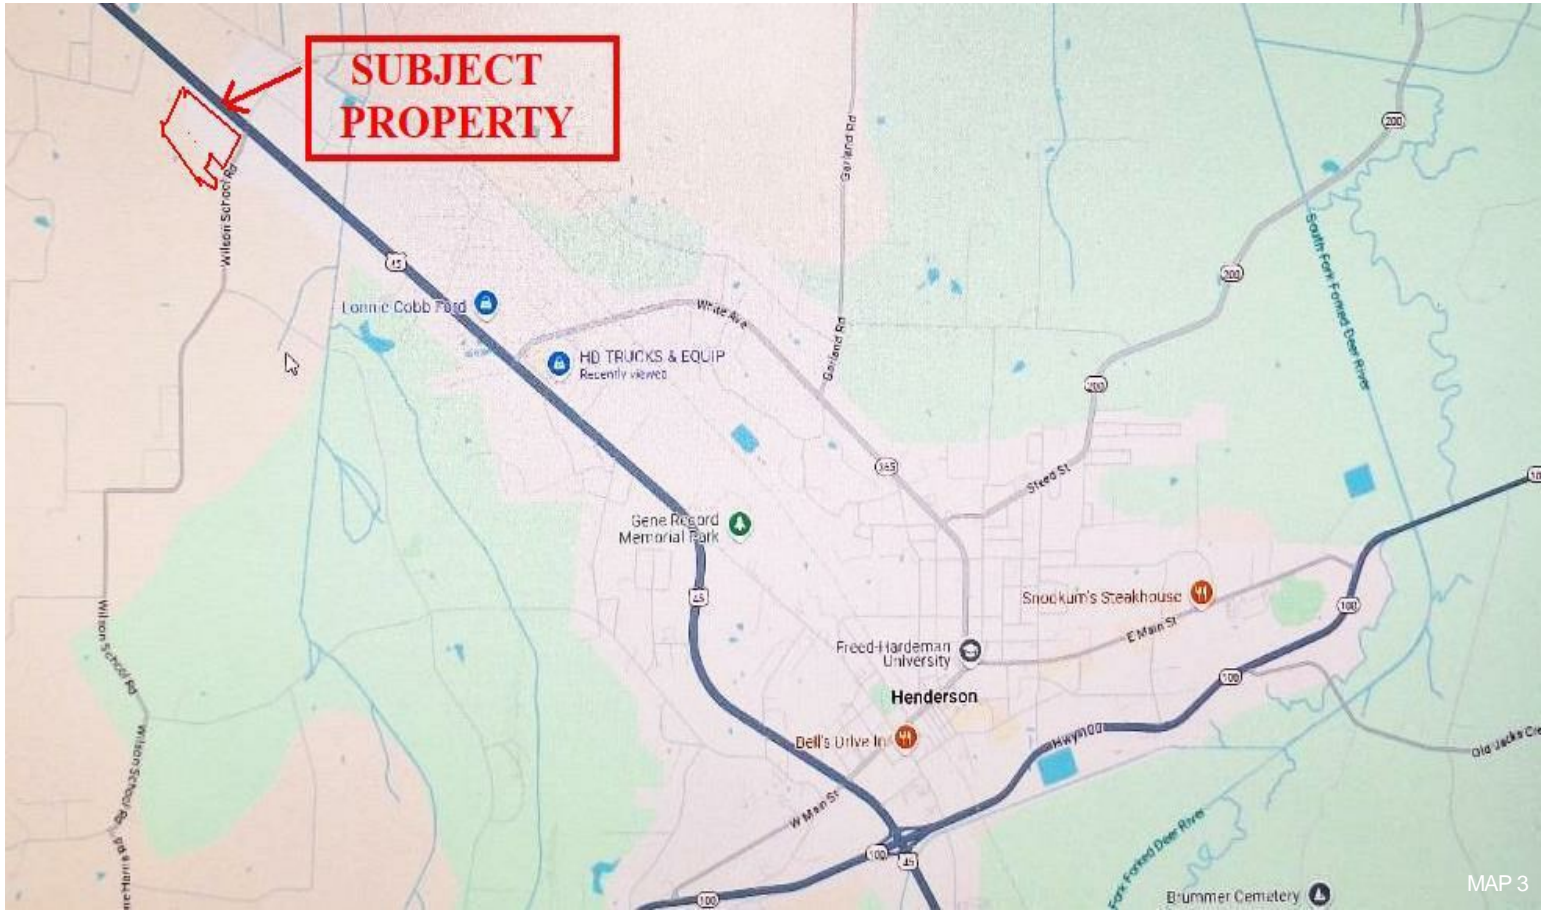 SUBJECT
PROPERTY
200
Garland Rd
Wilson School Rd
45
200
South Fork Forked Deer River
Lonnie Cobb Ford
White Ave
HD TRUCKS & EQUIP
Recently viewed
Garland Rd
200
365
Steed St
Gene Record
Memorial Park
45
Snookum's Steakhouse
100
E Main St
Wilson School Rd
Freed-Hardeman
University
100
Henderson
Bell's Drive In
Hwy 100
Old Jacks Cre
Wilson School Rd
W Main St
100
45
Fork Forked Deer River
100
Brummer Cemetery
MAP 3